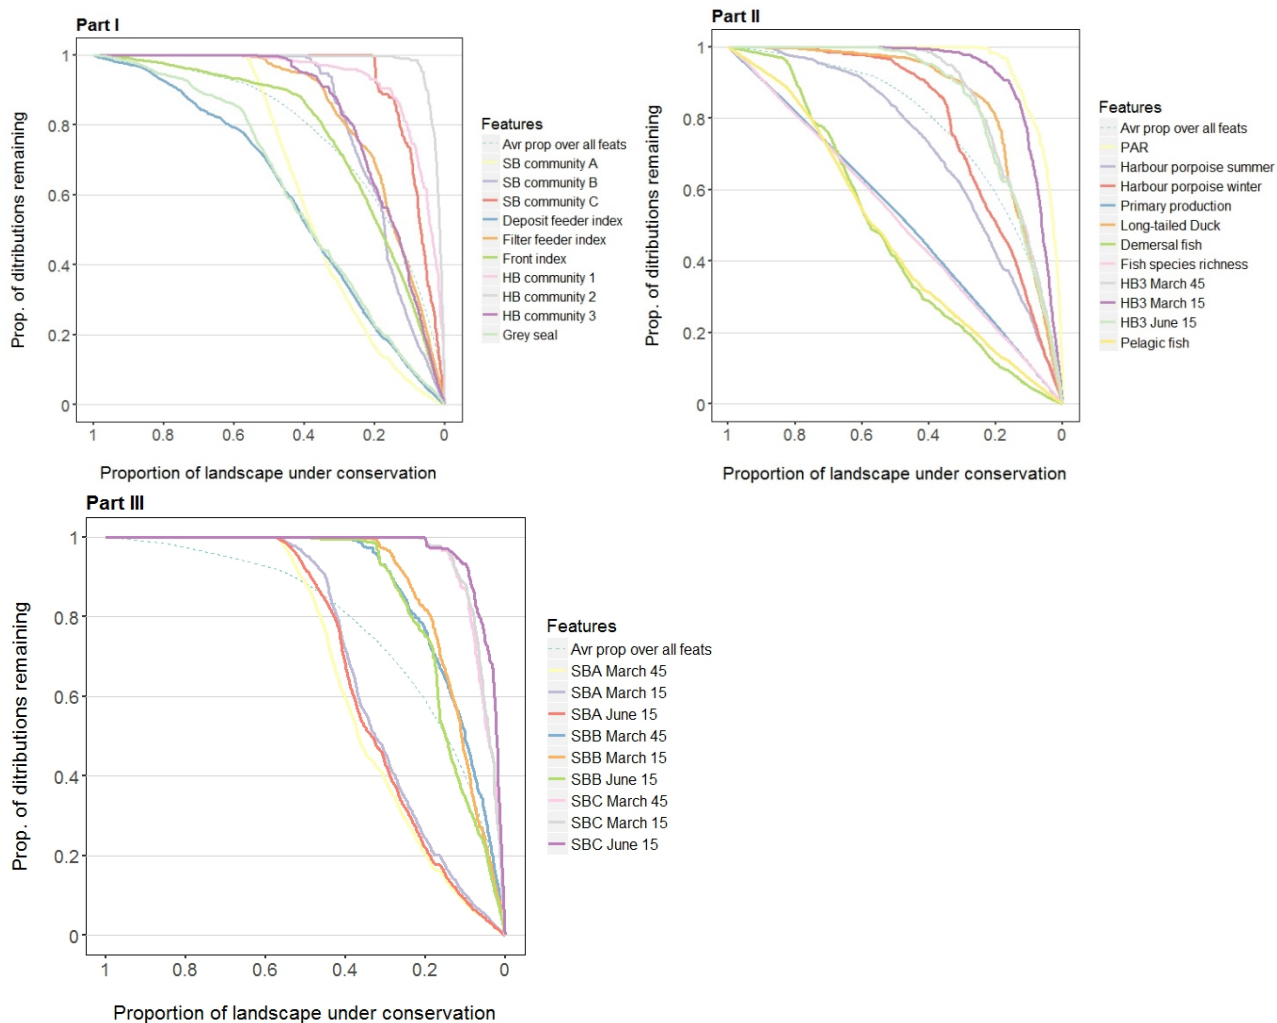 Part I
Prop. of ditributions remaining
1
0.8
0.6
0.4
0.2
0
1 0.8 0.6 0.4 0.2 0
Proportion of landscape under conservation
Features
Avr prop over all feats
SB community A
SB community B
SB community C
Deposit feeder index
Filter feeder index
Front index
HB community 1
HB community 2
HB community 3
Grey seal
Part II
Prop. of ditributions remaining
1
0.8
0.6
0.4
0.2
0
1 0.8 0.6 0.4 0.2 0
Proportion of landscape under conservation
Features
Avr prop over all feats
PAR
Harbour porpoise summer
Harbour porpoise winter
Primary production
Long-tailed Duck
Demersal fish
Fish species richness
HB3 March 45
HB3 March 15
HB3 June 15
Pelagic fish
Part III
Prop. of ditributions remaining
1
0.8
0.6
0.4
0.2
0
1 0.8 0.6 0.4 0.2 0
Proportion of landscape under conservation
Features
Avr prop over all feats
SBA March 45
SBA March 15
SBA June 15
SBB March 45
SBB March 15
SBB June 15
SBC March 45
SBC March 15
SBC June 15